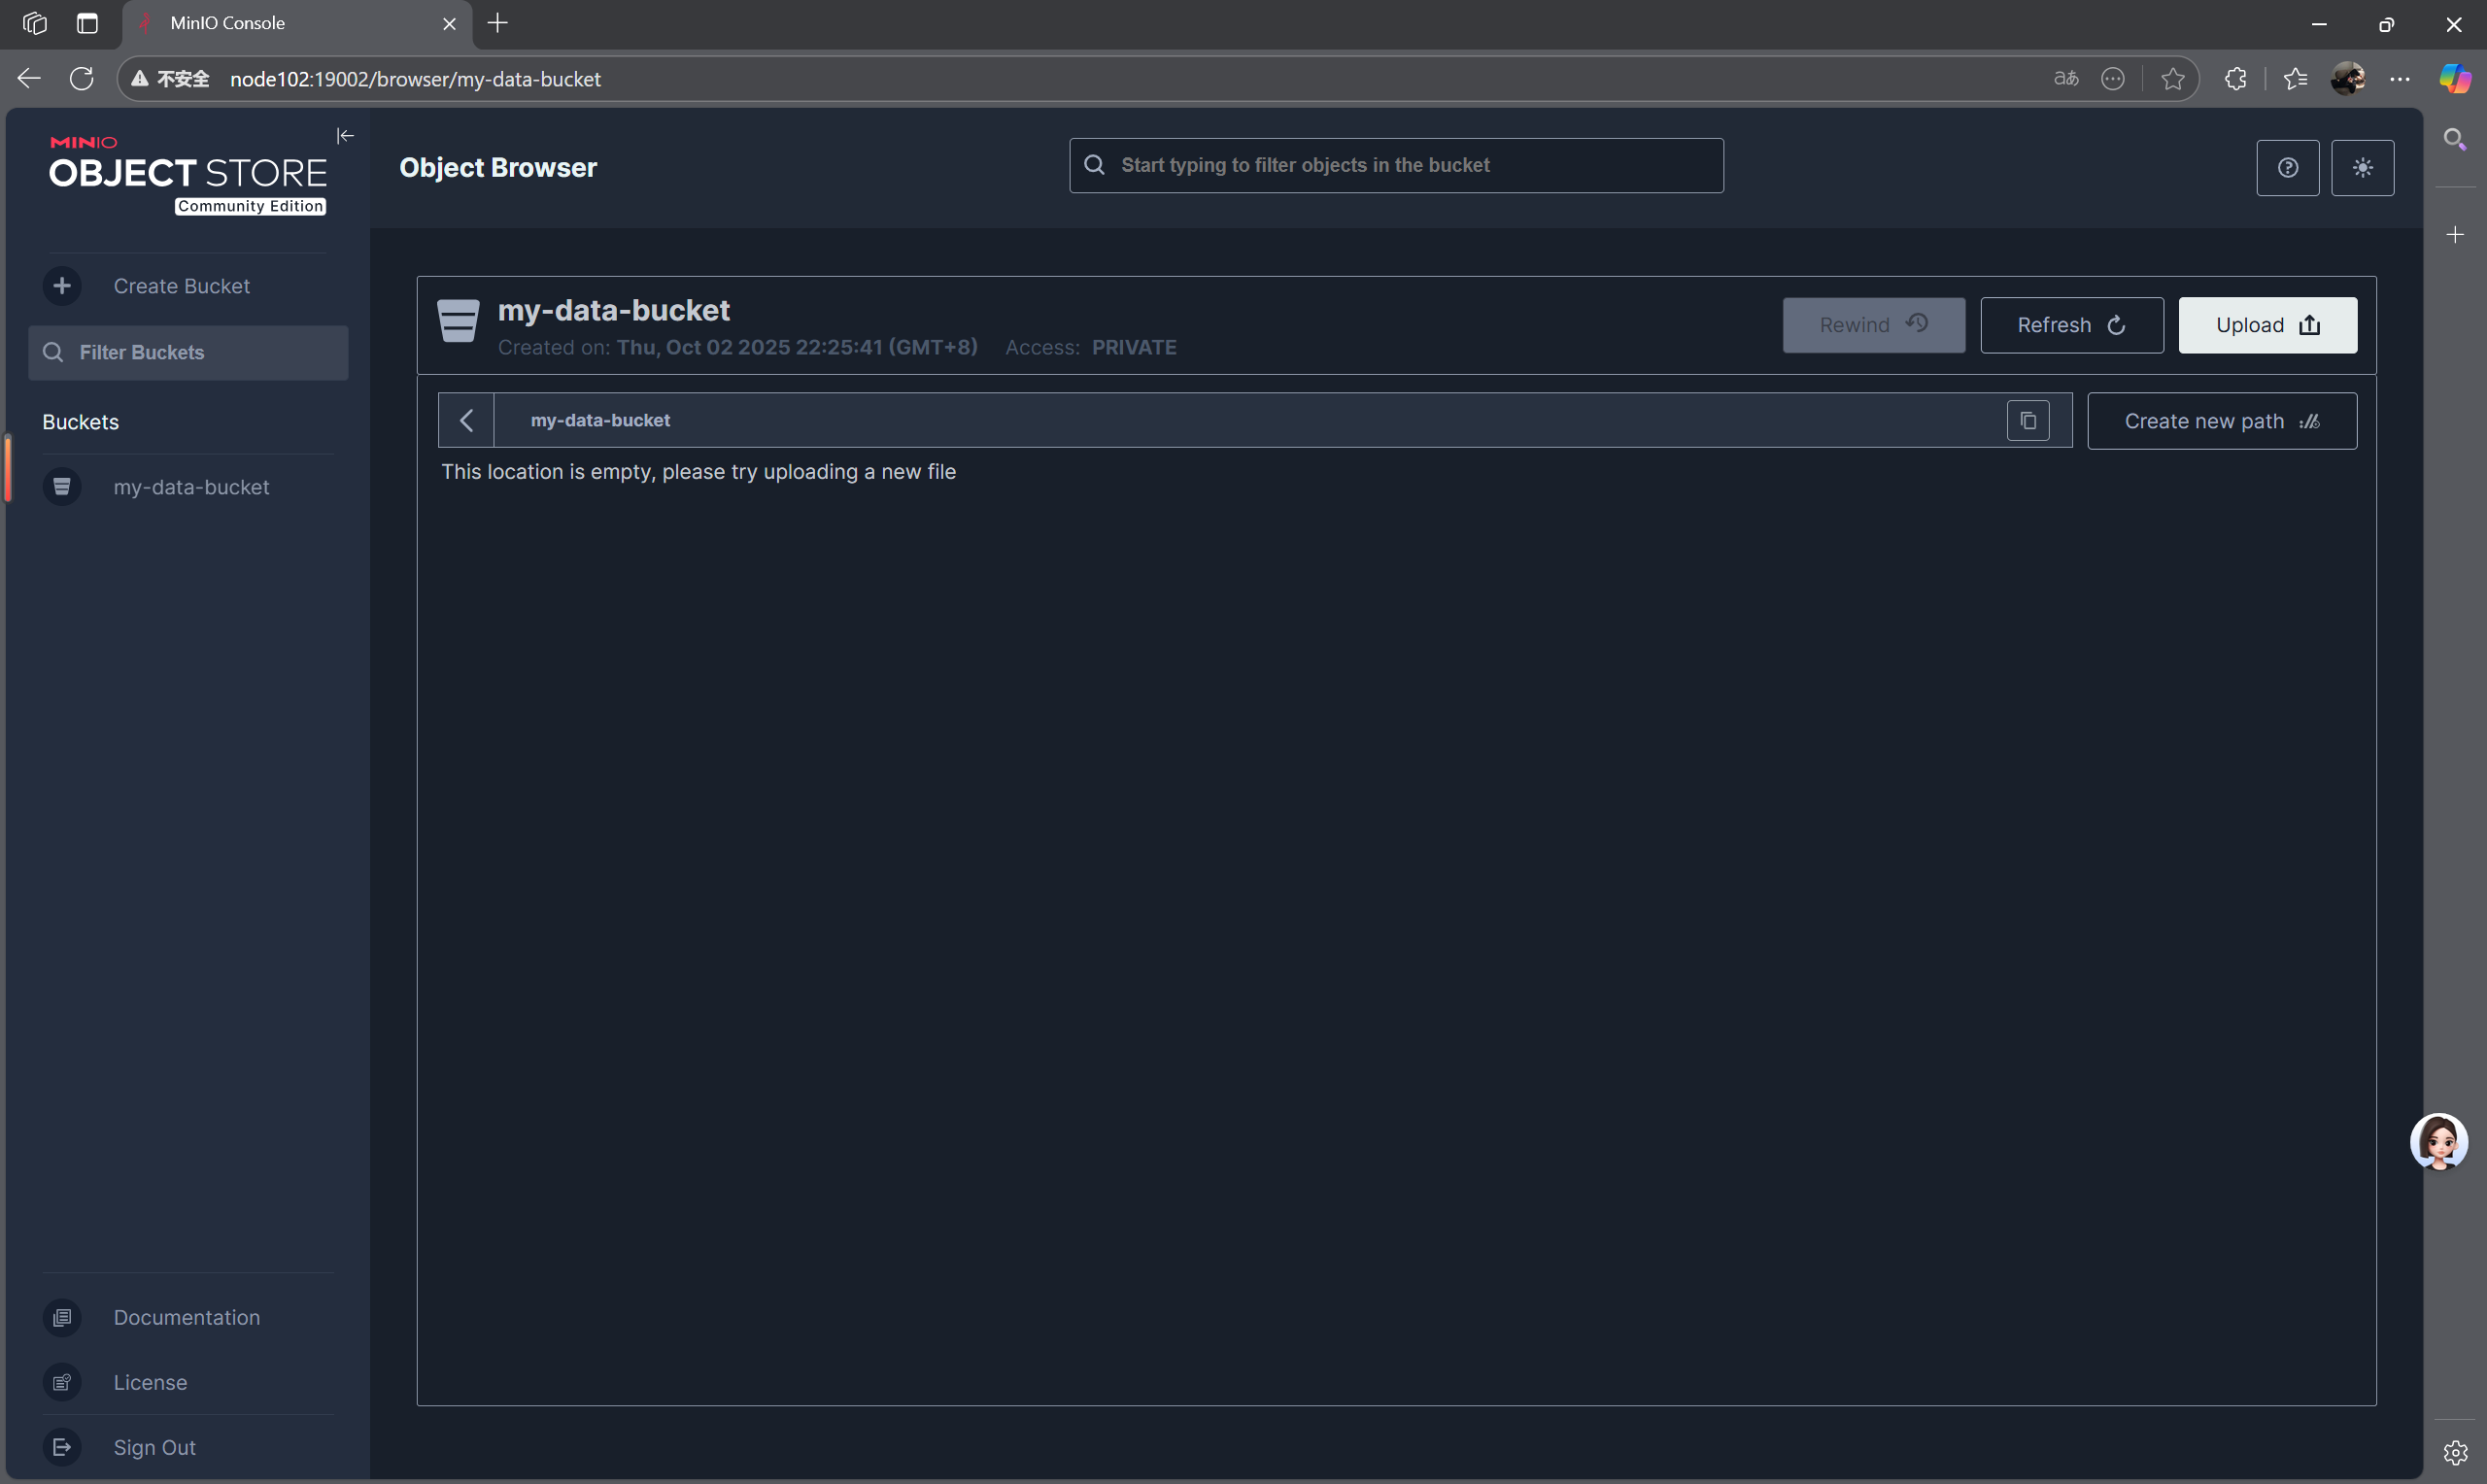 MinIO Console
不安全 node102:19002/browser/my-data-bucket
aあ
MINIO
OBJECT STORE
Community Edition
Object Browser
Start typing to filter objects in the bucket
Create Bucket
Filter Buckets
Buckets
my-data-bucket
my-data-bucket
Created on: Thu, Oct 02 2025 22:25:41 (GMT+8) Access: PRIVATE
Rewind
Refresh
Upload
my-data-bucket
Create new path
This location is empty, please try uploading a new file
Documentation
License
Sign Out